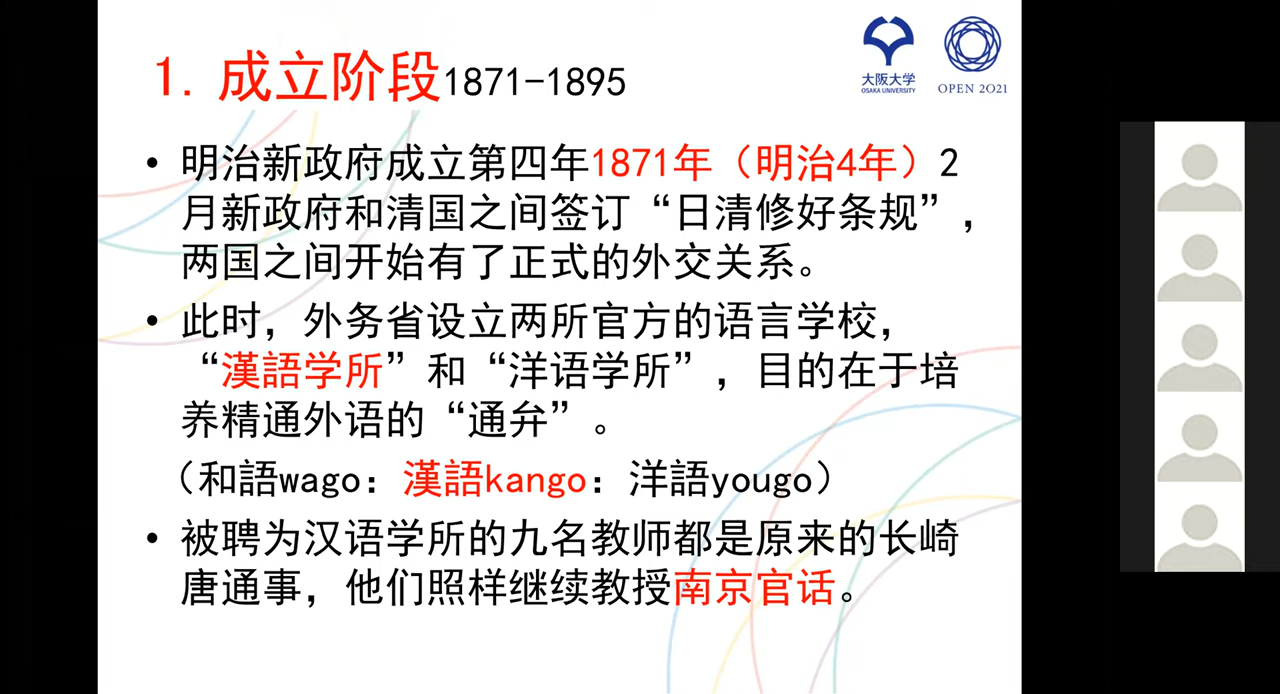 1. 成立阶段1871-1895
大阪大学
OSAKA UNIVERSITY
OPEN 2021
• 明治新政府成立第四年1871年（明治4年）2
月新政府和清国之间签订“日清修好条规”，
两国之间开始有了正式的外交关系。
• 此时，外务省设立两所官方的语言学校，
“漢語学所”和“洋语学所”，目的在于培
养精通外语的“通弁”。
（和語wago：漢語kango：洋語yougo）
• 被聘为汉语学所的九名教师都是原来的长崎
唐通事，他们照样继续教授南京官话。